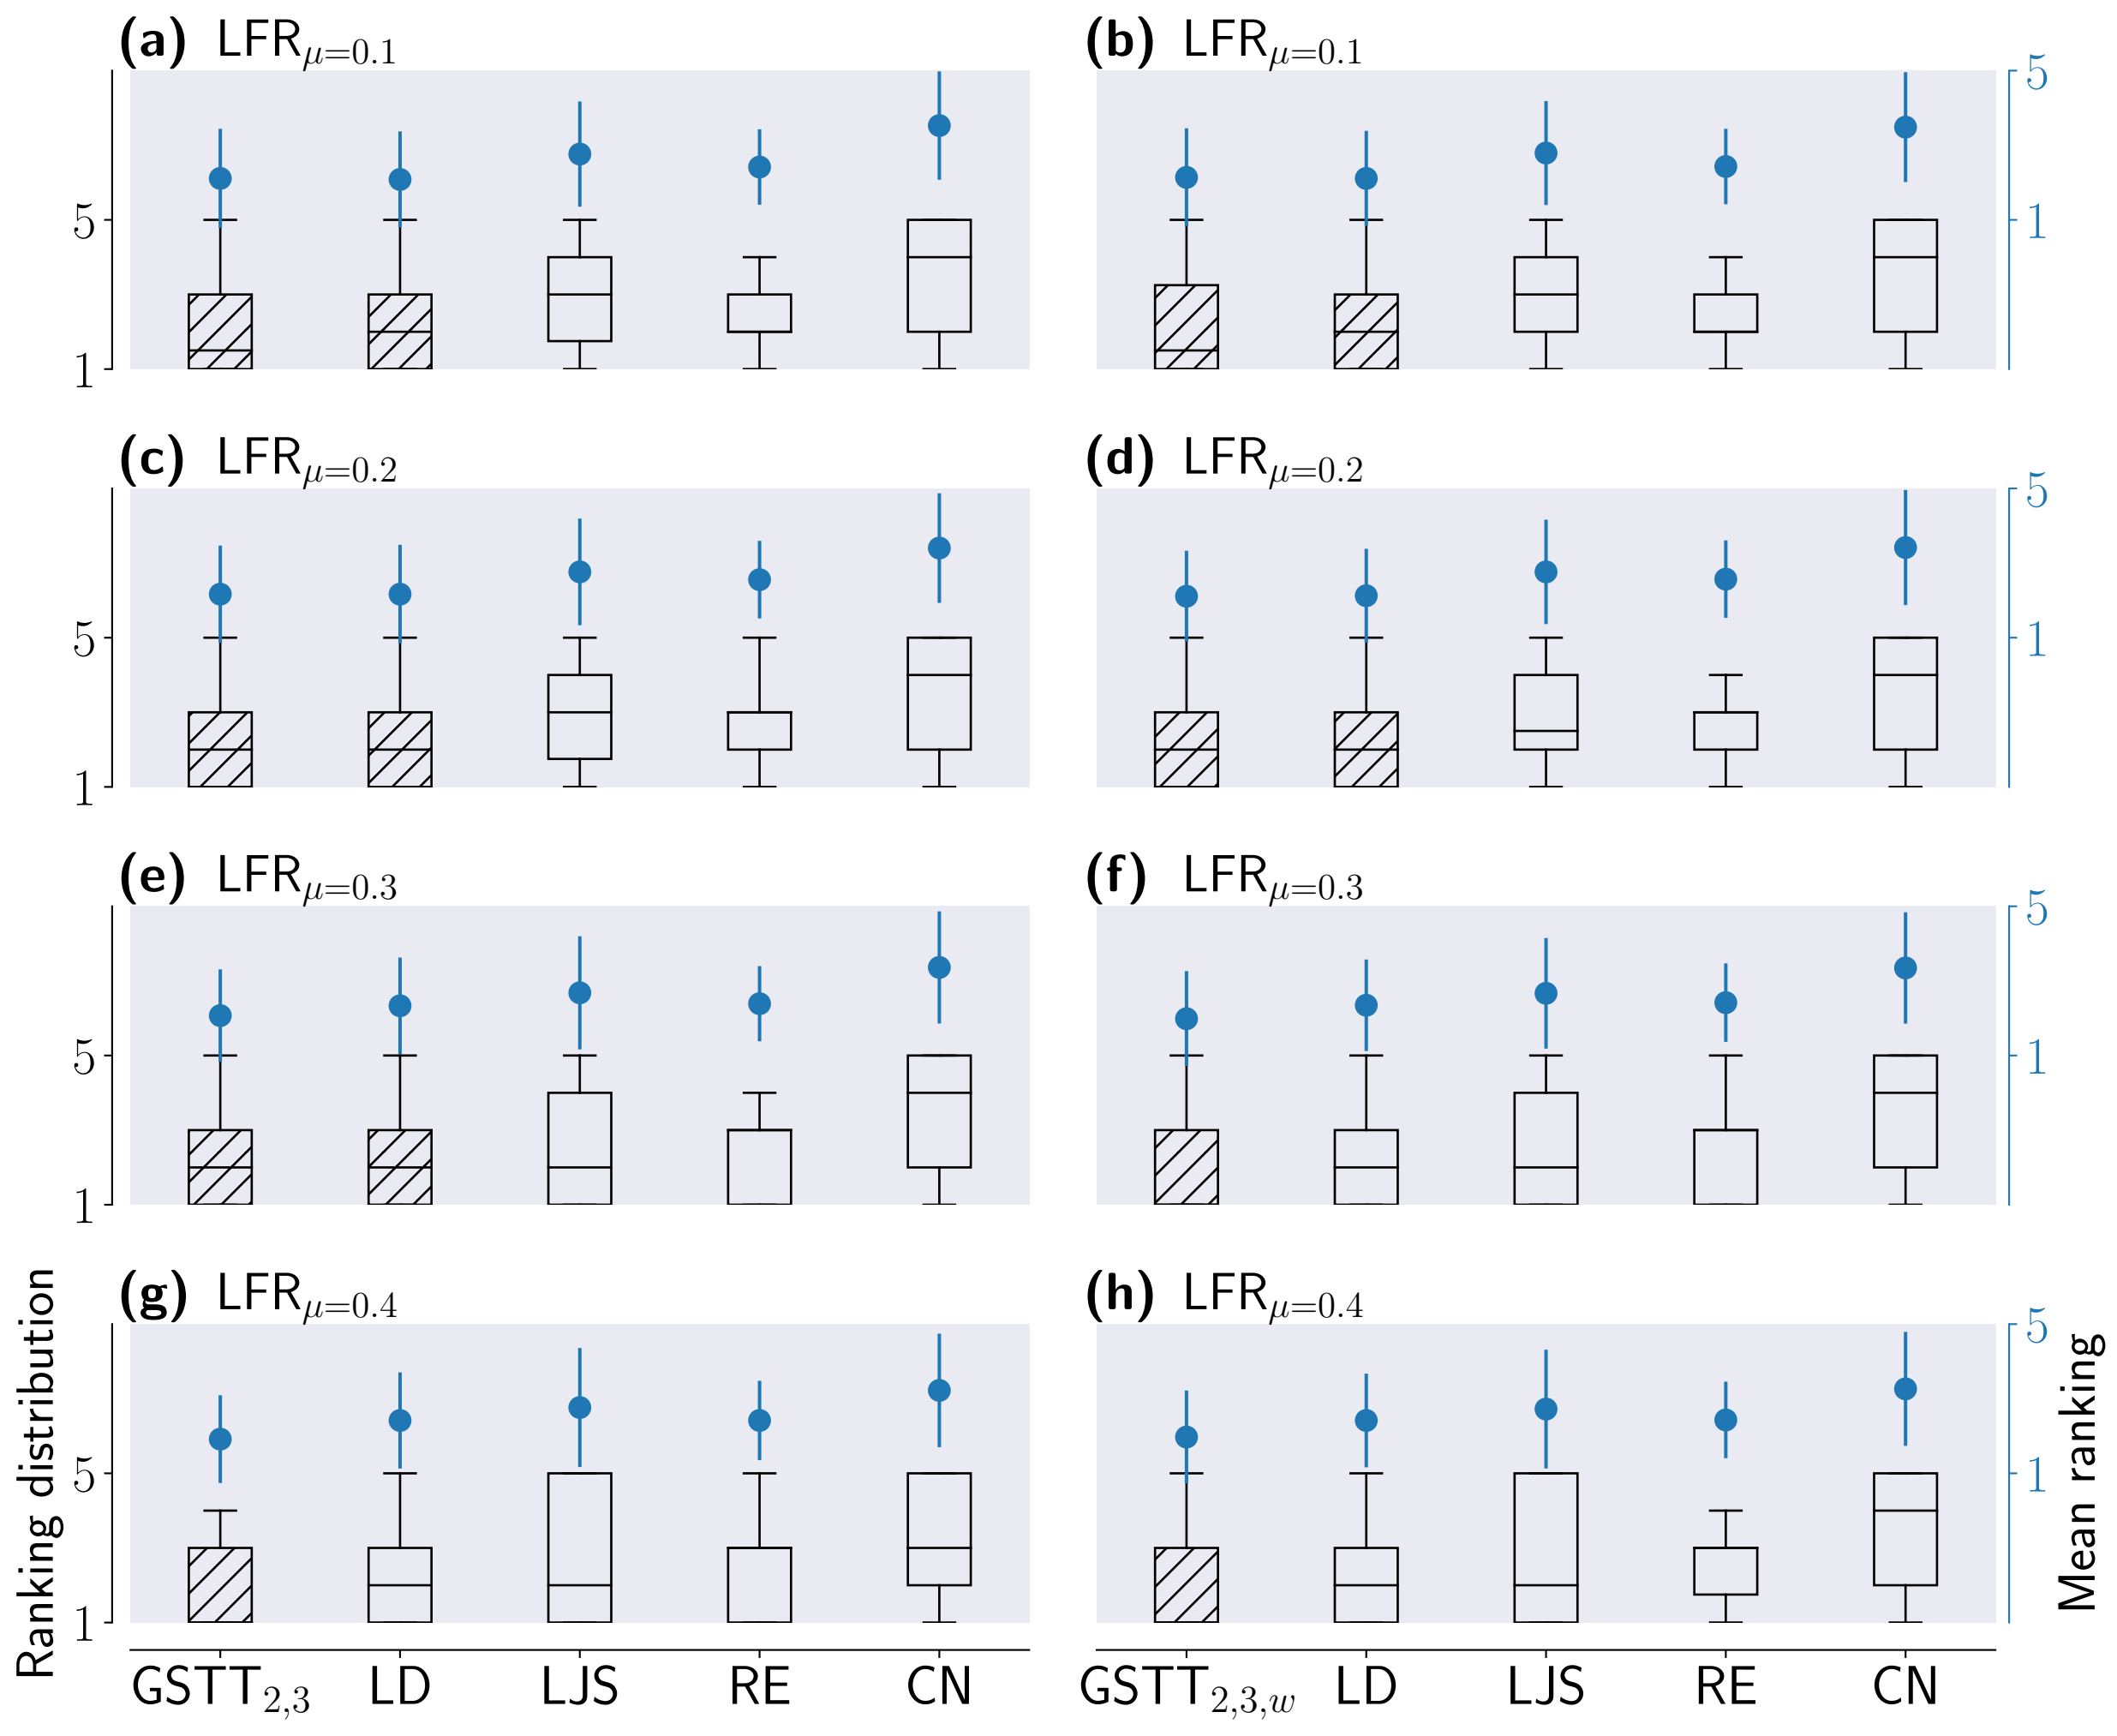 (a) LFR_{μ=0.1}
(b) LFR_{μ=0.1}
5
5
1
1
(c) LFR_{μ=0.2}
(d) LFR_{μ=0.2}
5
5
1
1
(e) LFR_{μ=0.3}
(f) LFR_{μ=0.3}
5
5
1
1
(g) LFR_{μ=0.4}
(h) LFR_{μ=0.4}
5
5
1
1
Ranking distribution
Mean ranking
GSTT_{2,3} LD LJS RE CN
GSTT_{2,3,w} LD LJS RE CN